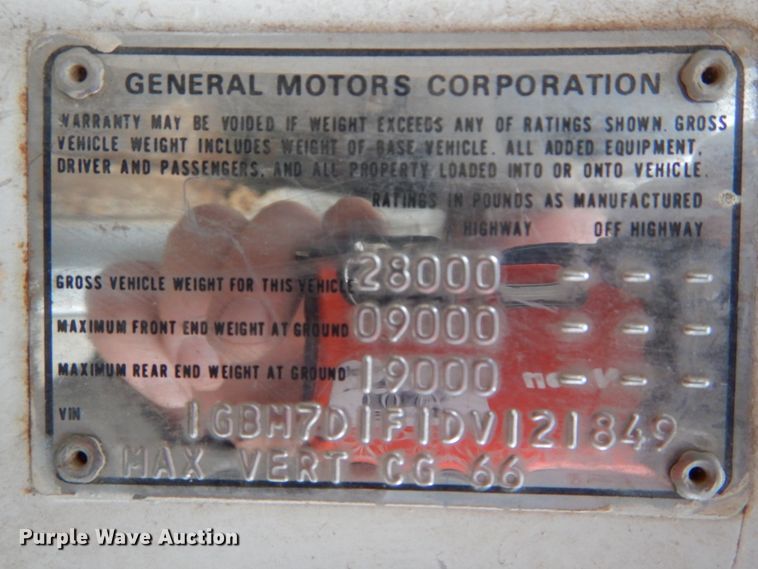 GENERAL MOTORS CORPORATION
WARRANTY MAY BE VOIDED IF WEIGHT EXCEEDS ANY OF RATINGS SHOWN. GROSS
VEHICLE WEIGHT INCLUDES WEIGHT OF BASE VEHICLE. ALL ADDED EQUIPMENT,
DRIVER AND PASSENGERS, AND ALL PROPERTY LOADED INTO OR ONTO VEHICLE.
RATINGS IN POUNDS AS MANUFACTURED
HIGHWAY OFF HIGHWAY
GROSS VEHICLE WEIGHT FOR THIS VEHICLE 28000 - - -
MAXIMUM FRONT END WEIGHT AT GROUND 09000 - - -
MAXIMUM REAR END WEIGHT AT GROUND 19000 - - -
VIN 1GBM7D1F1DV121849
MAX VERT CG 66
Purple Wave Auction